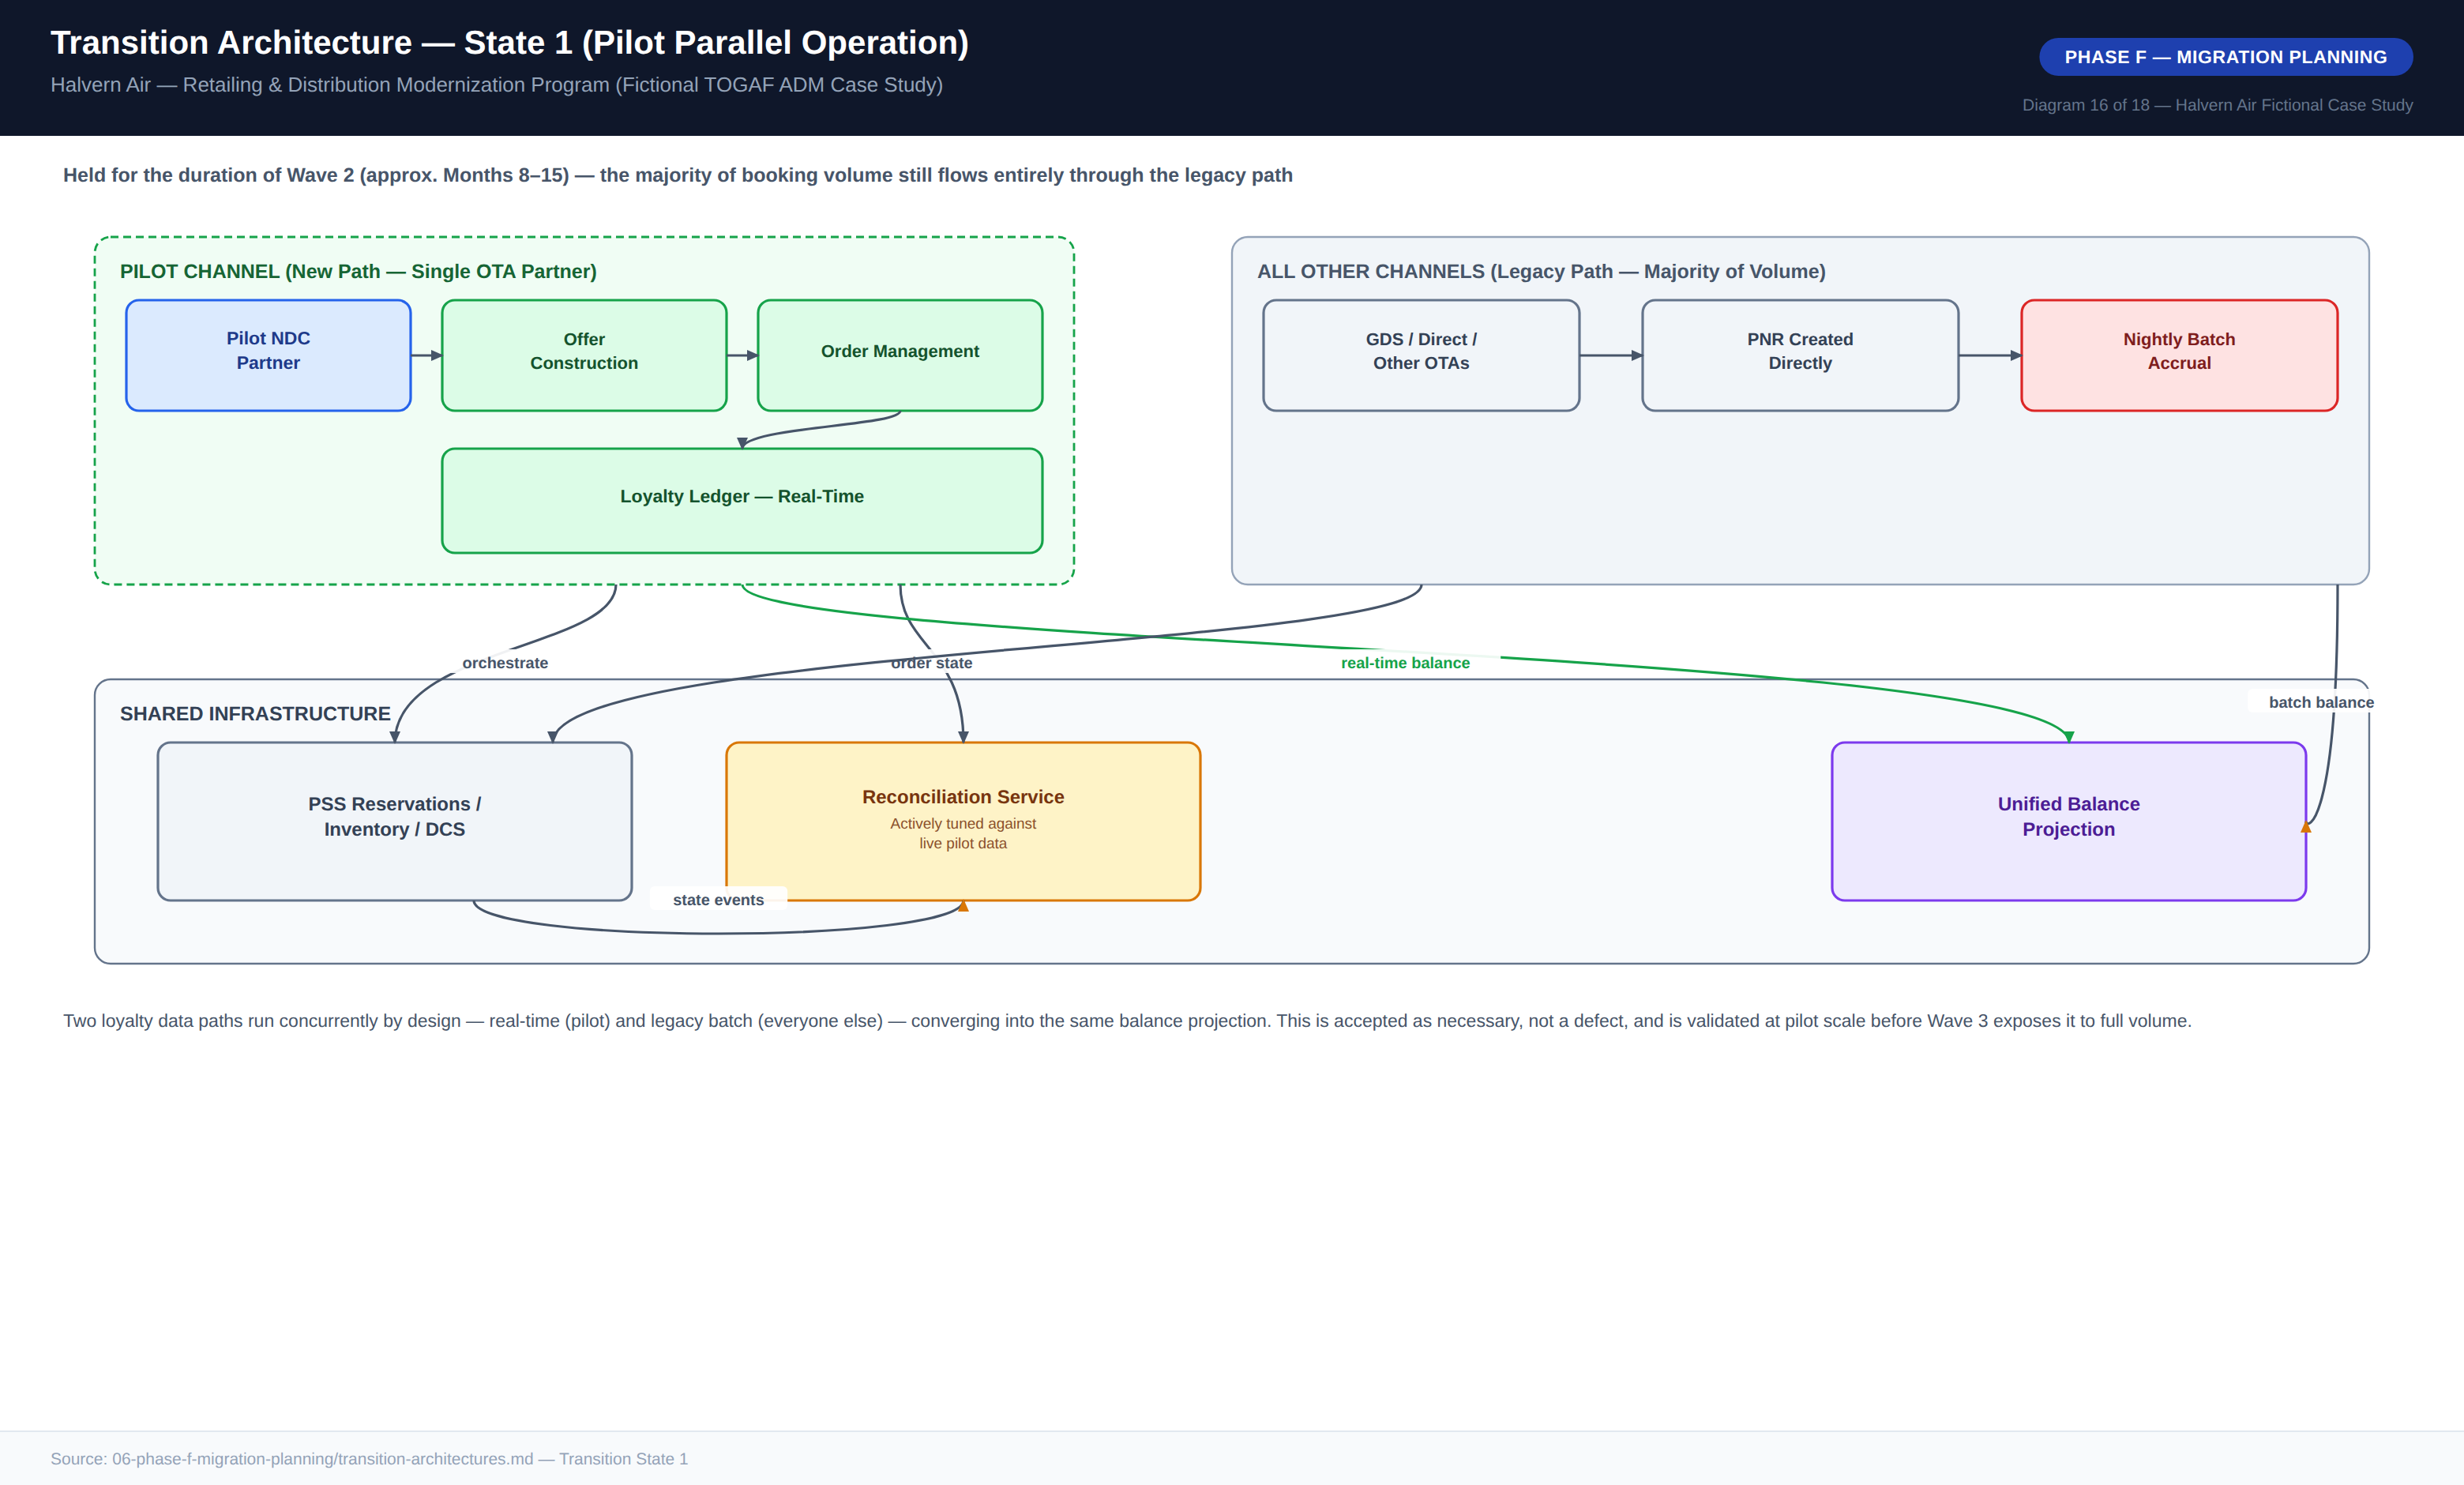 Transition Architecture — State 1 (Pilot Parallel Operation)
Halvern Air — Retailing & Distribution Modernization Program (Fictional TOGAF ADM Case Study)
PHASE F — MIGRATION PLANNING
Diagram 16 of 18 — Halvern Air Fictional Case Study
Held for the duration of Wave 2 (approx. Months 8–15) — the majority of booking volume still flows entirely through the legacy path
PILOT CHANNEL (New Path — Single OTA Partner)
Pilot NDC
Partner
Offer
Construction
Order Management
Loyalty Ledger — Real-Time
ALL OTHER CHANNELS (Legacy Path — Majority of Volume)
GDS / Direct /
Other OTAs
PNR Created
Directly
Nightly Batch
Accrual
orchestrate
order state
real-time balance
batch balance
SHARED INFRASTRUCTURE
PSS Reservations /
Inventory / DCS
Reconciliation Service
Actively tuned against
live pilot data
Unified Balance
Projection
state events
Two loyalty data paths run concurrently by design — real-time (pilot) and legacy batch (everyone else) — converging into the same balance projection. This is accepted as necessary, not a defect, and is validated at pilot scale before Wave 3 exposes it to full volume.
Source: 06-phase-f-migration-planning/transition-architectures.md — Transition State 1